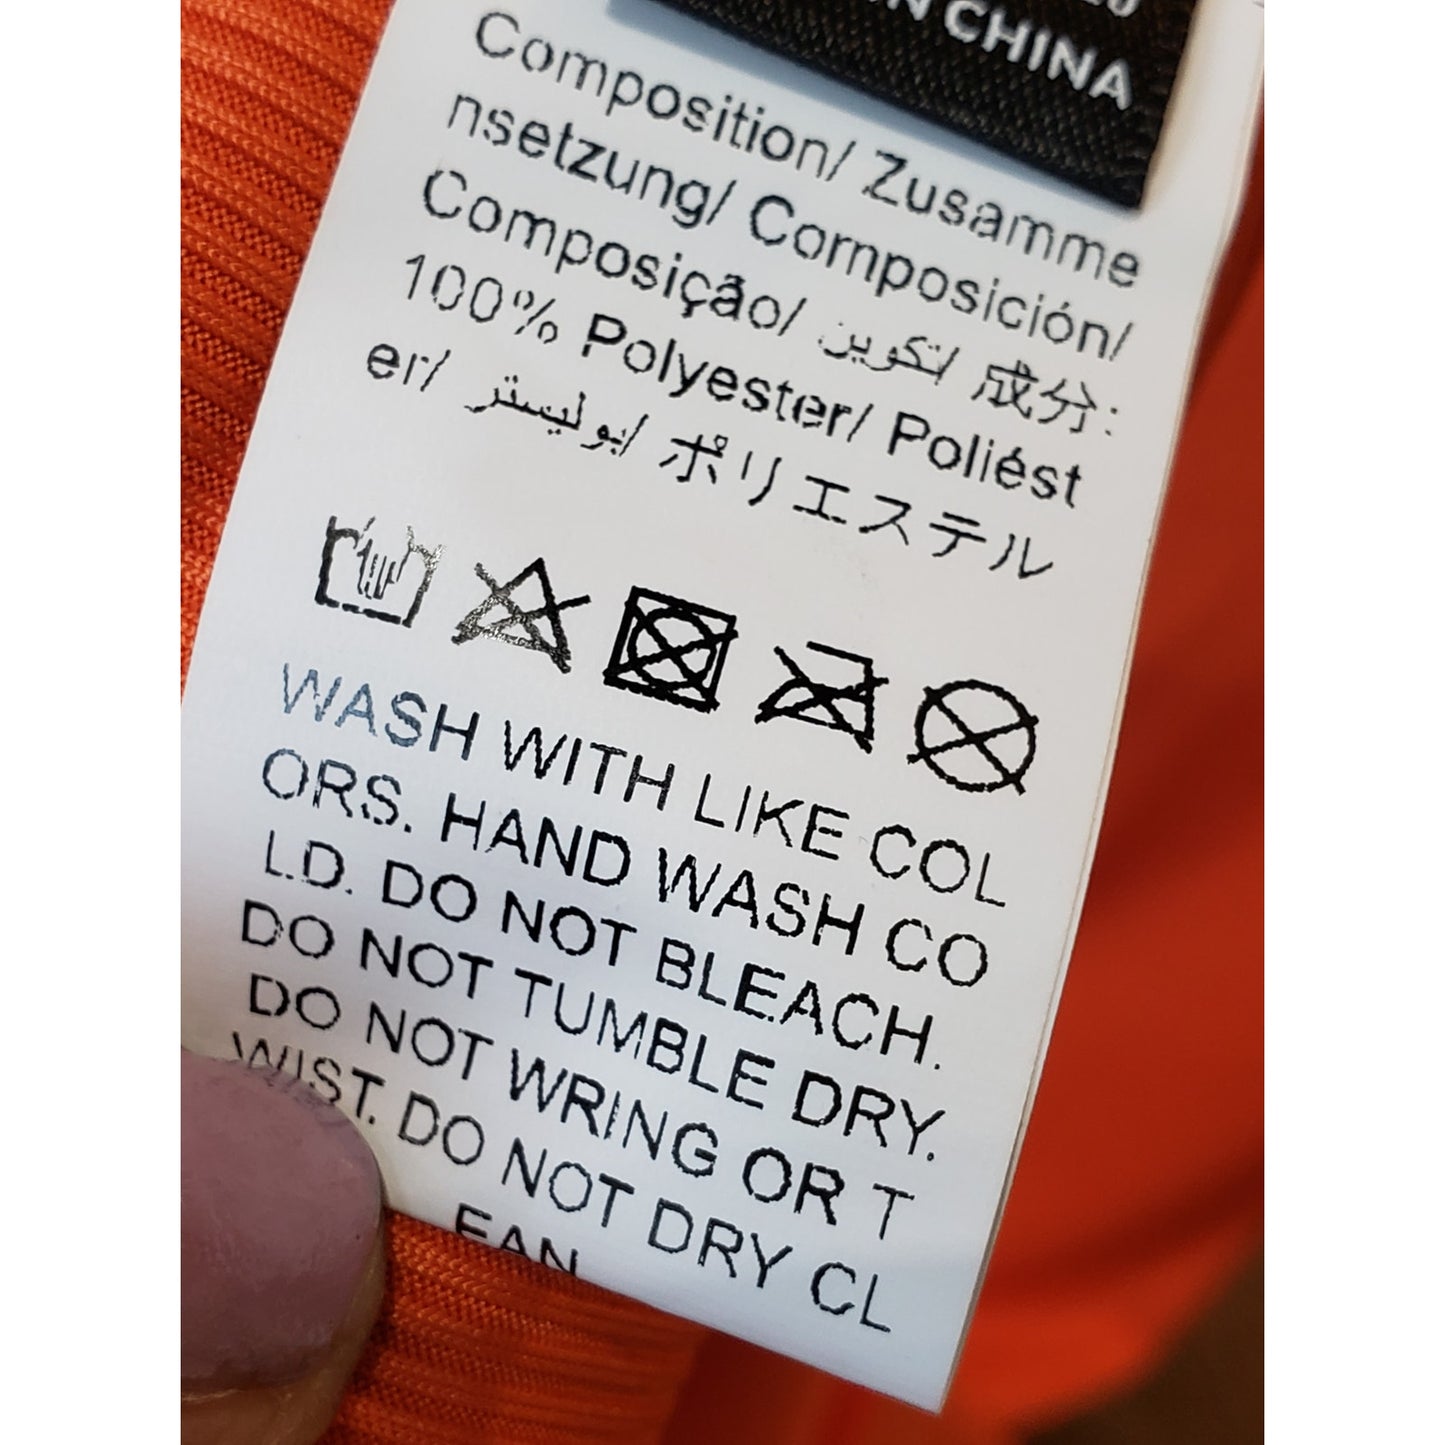 CHINA
Composition/ Zusamme
nsetzung/ Composición/
Composição/ تكوين/ 成分:
100% Polyester/ Poliést
er/ بوليستر/ ポリエステル
WASH WITH LIKE COL
ORS. HAND WASH CO
LD. DO NOT BLEACH.
DO NOT TUMBLE DRY.
DO NOT WRING OR T
WIST. DO NOT DRY CL
EAN